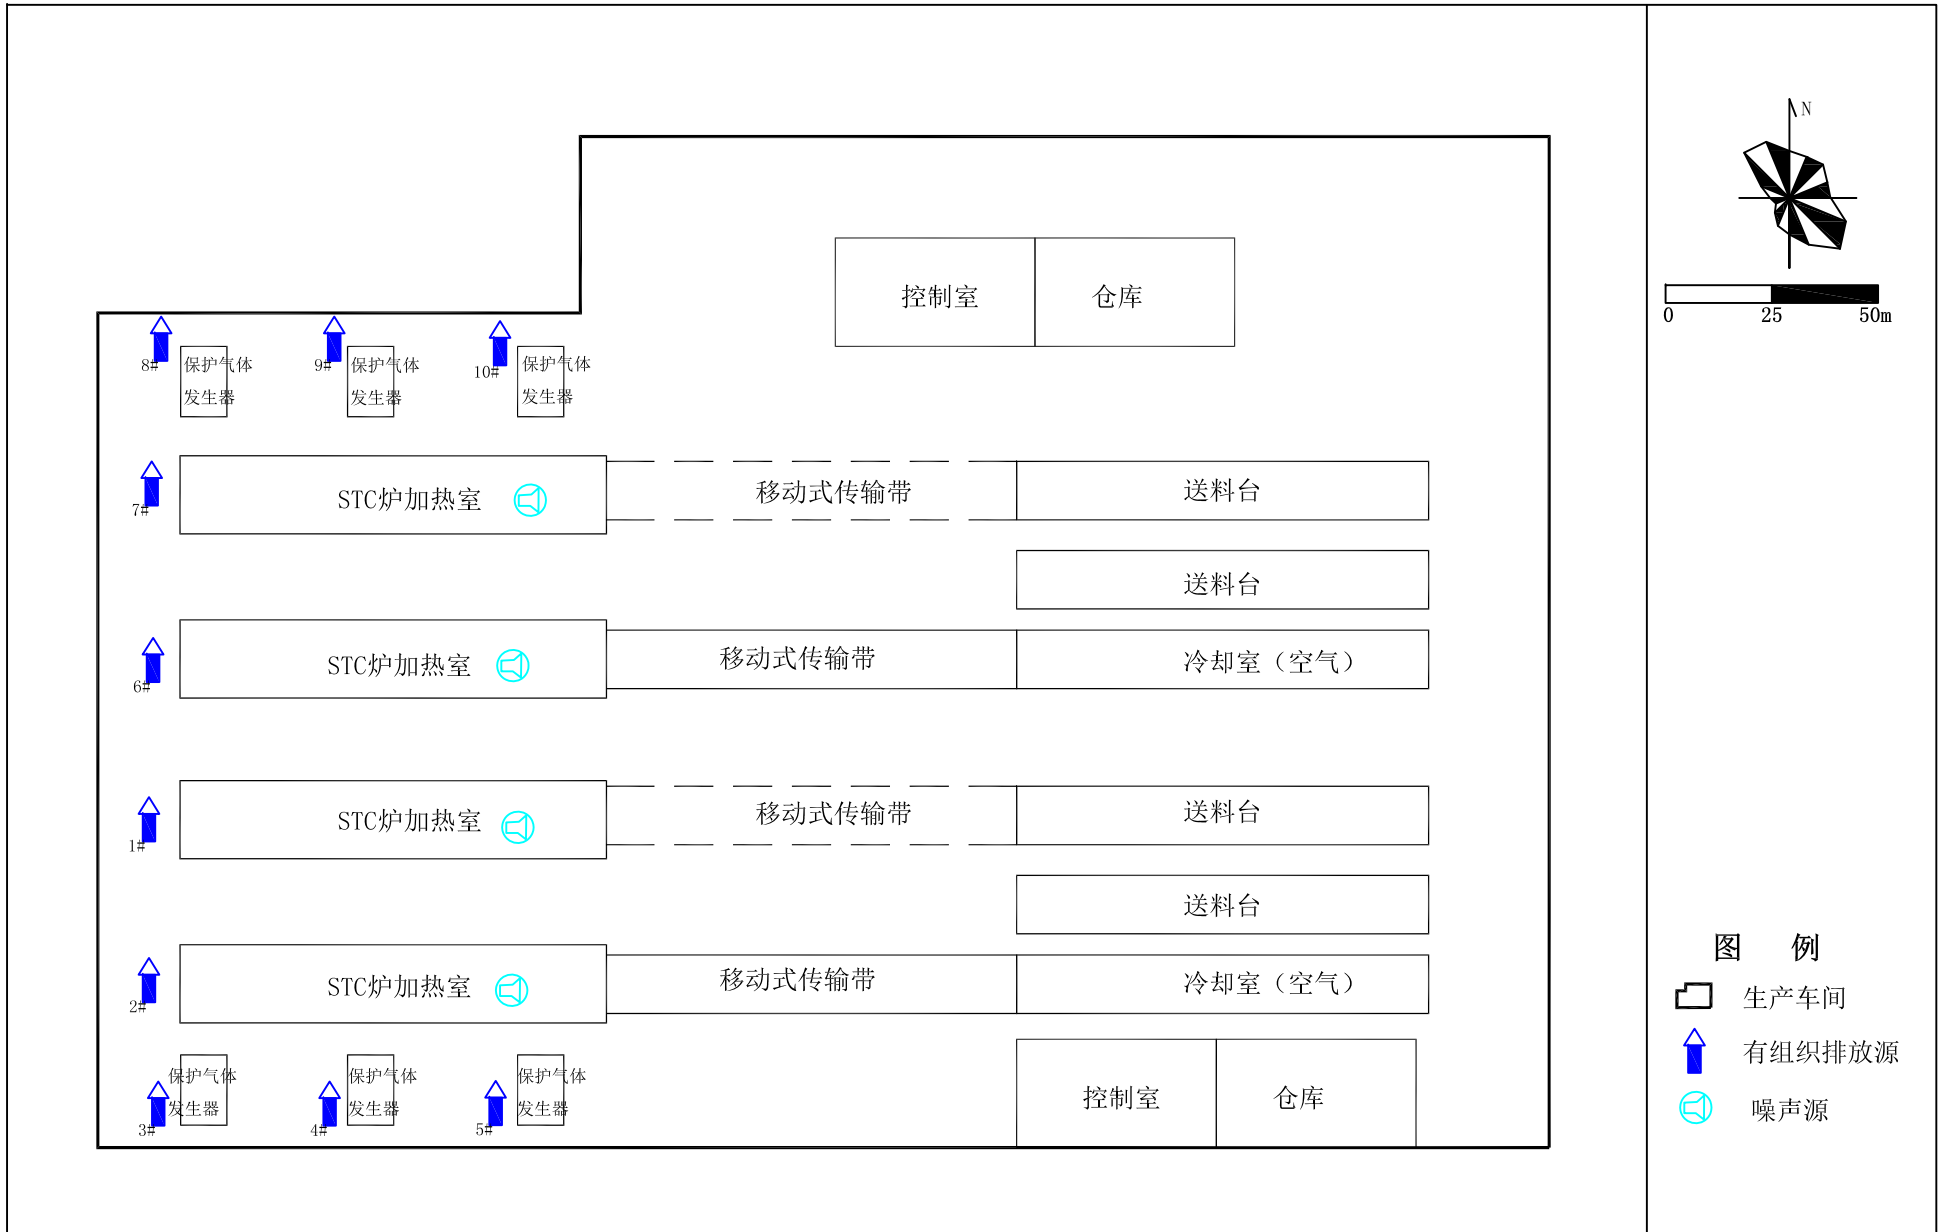 N
0 25 50m
控制室 仓库
8# 保护气体
发生器
9# 保护气体
发生器
10# 保护气体
发生器
7# STC炉加热室 移动式传输带 送料台
送料台
6# STC炉加热室 移动式传输带 冷却室（空气）
1# STC炉加热室 移动式传输带 送料台
送料台
2# STC炉加热室 移动式传输带 冷却室（空气）
3# 保护气体
发生器
4# 保护气体
发生器
5# 保护气体
发生器
控制室 仓库
图 例
生产车间
有组织排放源
噪声源